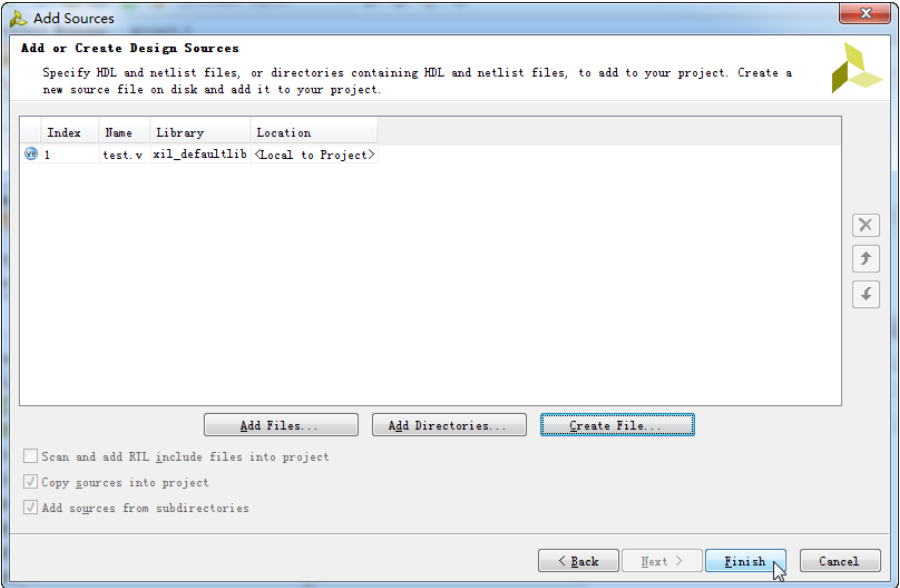 Add Sources
Add or Create Design Sources
Specify HDL and netlist files, or directories containing HDL and netlist files, to add to your project. Create a
new source file on disk and add it to your project.
Index Name Library Location
1 test.v xil_defaultlib <Local to Project>
Add Files... Add Directories... Create File...
Scan and add RTL include files into project
Copy sources into project
Add sources from subdirectories
< Back Next > Finish Cancel